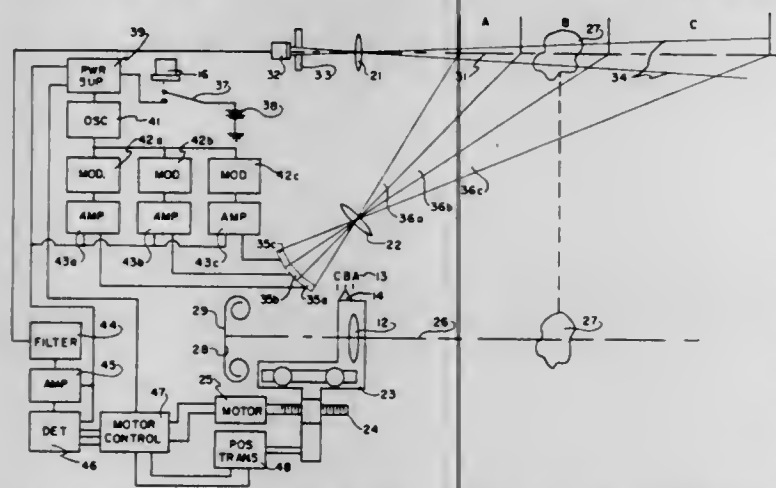 A B C
27
39
32 33 21 31 34
PWR
SUP
16
37
38
OSC
41
42a 42b 42c
MOD. MOD MOD
36a 36b 36c
AMP AMP AMP
22
43a 43b 43c
35c
35b 35a
C B A 13
14
29
12
26
27
28
44
FILTER
45
AMP
47
25
23
MOTOR
24
DET
MOTOR
CONTROL
POS
TRANS
46
48